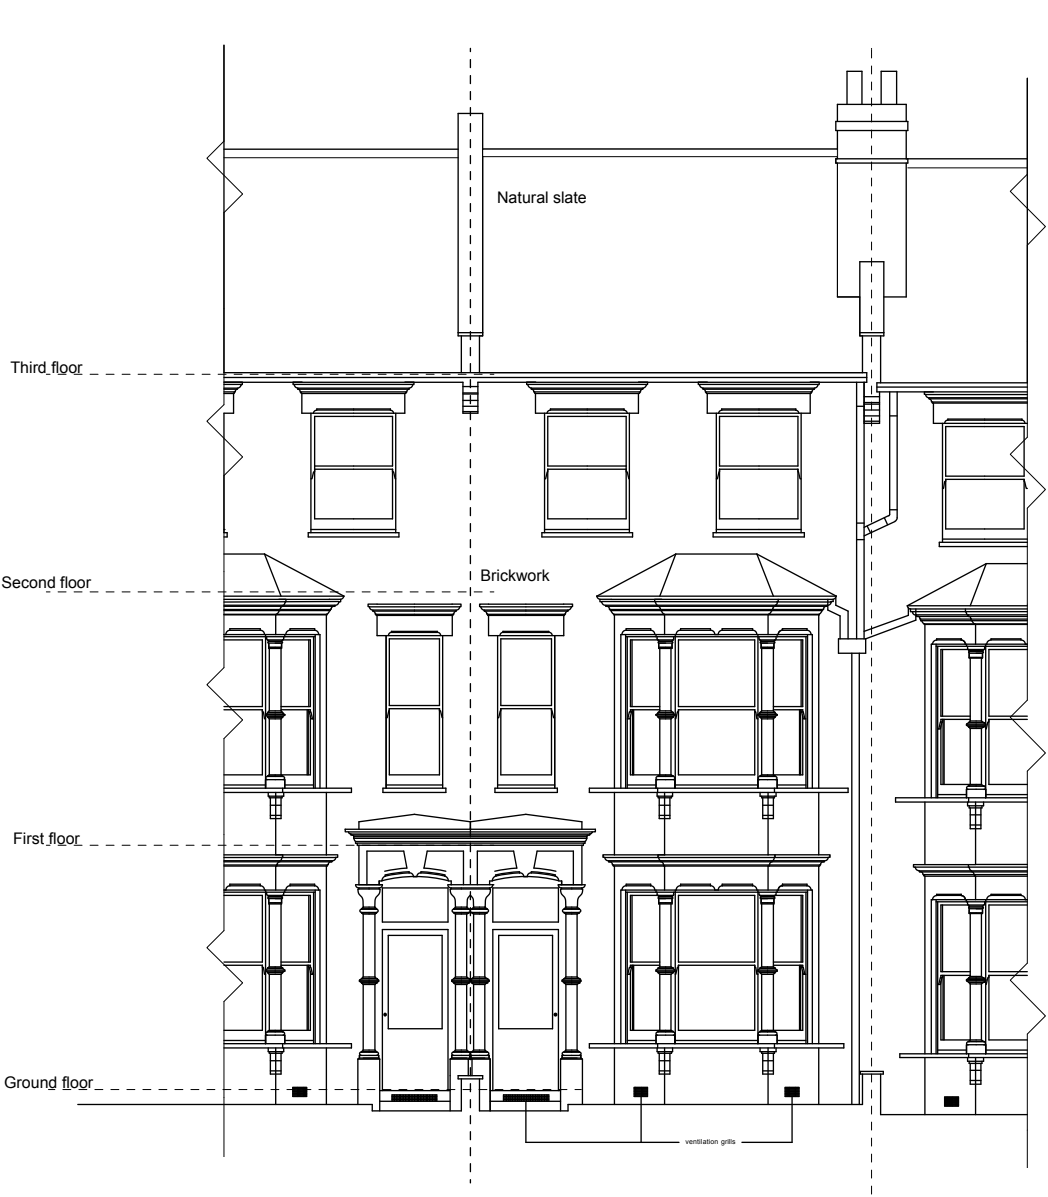 Natural slate
Third floor
Second floor
Brickwork
First floor
Ground floor
ventilation grills